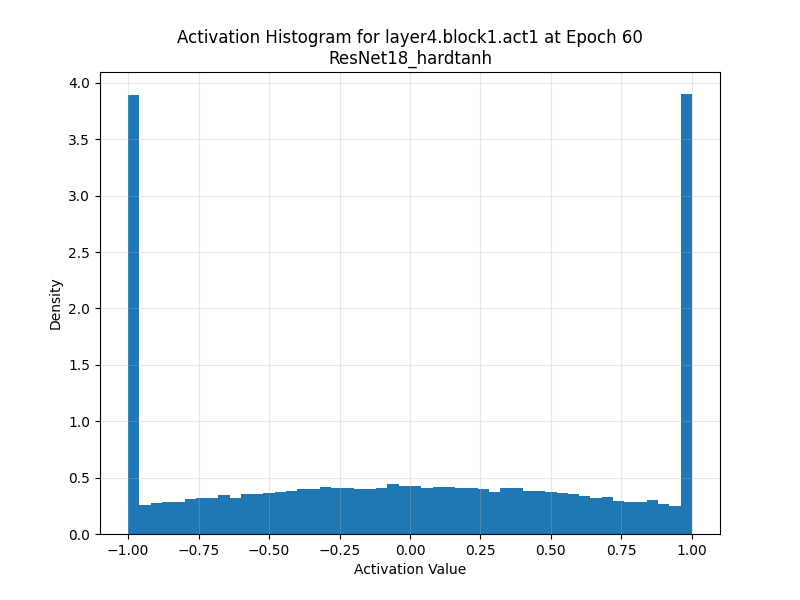 Activation Histogram for layer4.block1.act1 at Epoch 60
ResNet18_hardtanh
4.0
3.5
3.0
2.5
2.0
1.5
1.0
0.5
0.0
Density
−1.00 −0.75 −0.50 −0.25 0.00 0.25 0.50 0.75 1.00
Activation Value